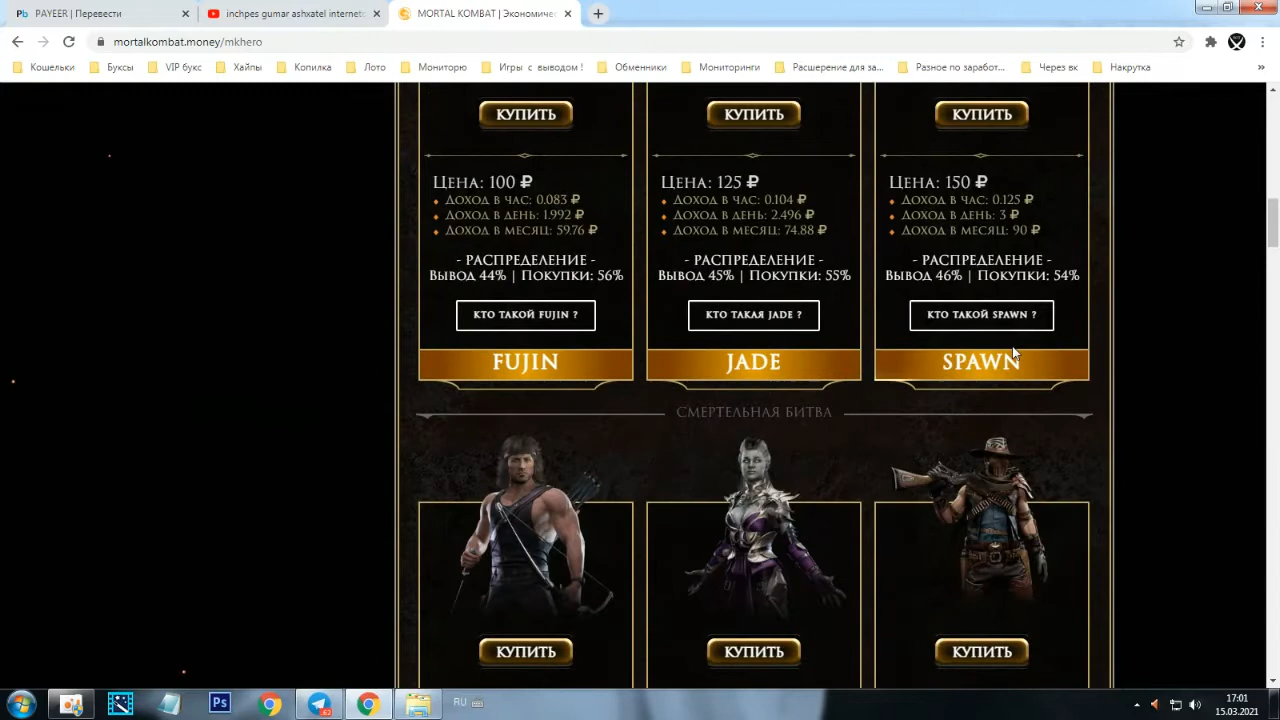 PAYEER | Перевести
inchpes gumar ashxatel internet
MORTAL KOMBAT | Экономичес
mortalkombat.money/mkhero
Кошельки
Буксы
VIP букс
Хайпы
Копилка
Лото
Мониторю
Игры с выводом !
Обменники
Мониторинги
Расшерение для за...
Разное по заработ...
Через вк
Накрутка
»
КУПИТЬ
КУПИТЬ
КУПИТЬ
Цена: 100 ₽
Доход в час: 0.083 ₽
Доход в день: 1.992 ₽
Доход в месяц: 59.76 ₽
- РАСПРЕДЕЛЕНИЕ -
Вывод 44% | Покупки: 56%
КТО ТАКОЙ FUJIN ?
FUJIN
Цена: 125 ₽
Доход в час: 0.104 ₽
Доход в день: 2.496 ₽
Доход в месяц: 74.88 ₽
- РАСПРЕДЕЛЕНИЕ -
Вывод 45% | Покупки: 55%
КТО ТАКАЯ JADE ?
JADE
Цена: 150 ₽
Доход в час: 0.125 ₽
Доход в день: 3 ₽
Доход в месяц: 90 ₽
- РАСПРЕДЕЛЕНИЕ -
Вывод 46% | Покупки: 54%
КТО ТАКОЙ SPAWN ?
SPAWN
СМЕРТЕЛЬНАЯ БИТВА
КУПИТЬ
КУПИТЬ
КУПИТЬ
Ps
RU
17:01
15.03.2021